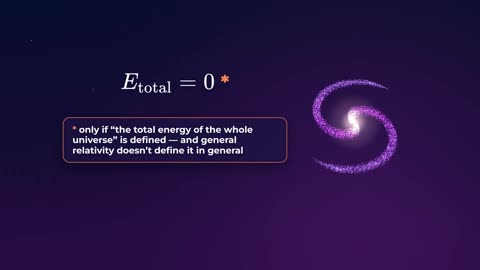 E_total = 0 *
* only if “the total energy of the whole
universe” is defined — and general
relativity doesn’t define it in general